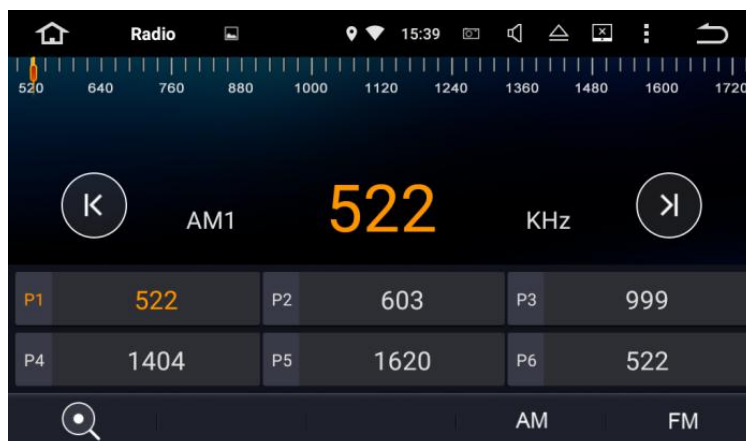 Radio 15:39
520 640 760 880 1000 1120 1240 1360 1480 1600 1720
AM1 522 KHz
P1 522 P2 603 P3 999
P4 1404 P5 1620 P6 522
AM FM